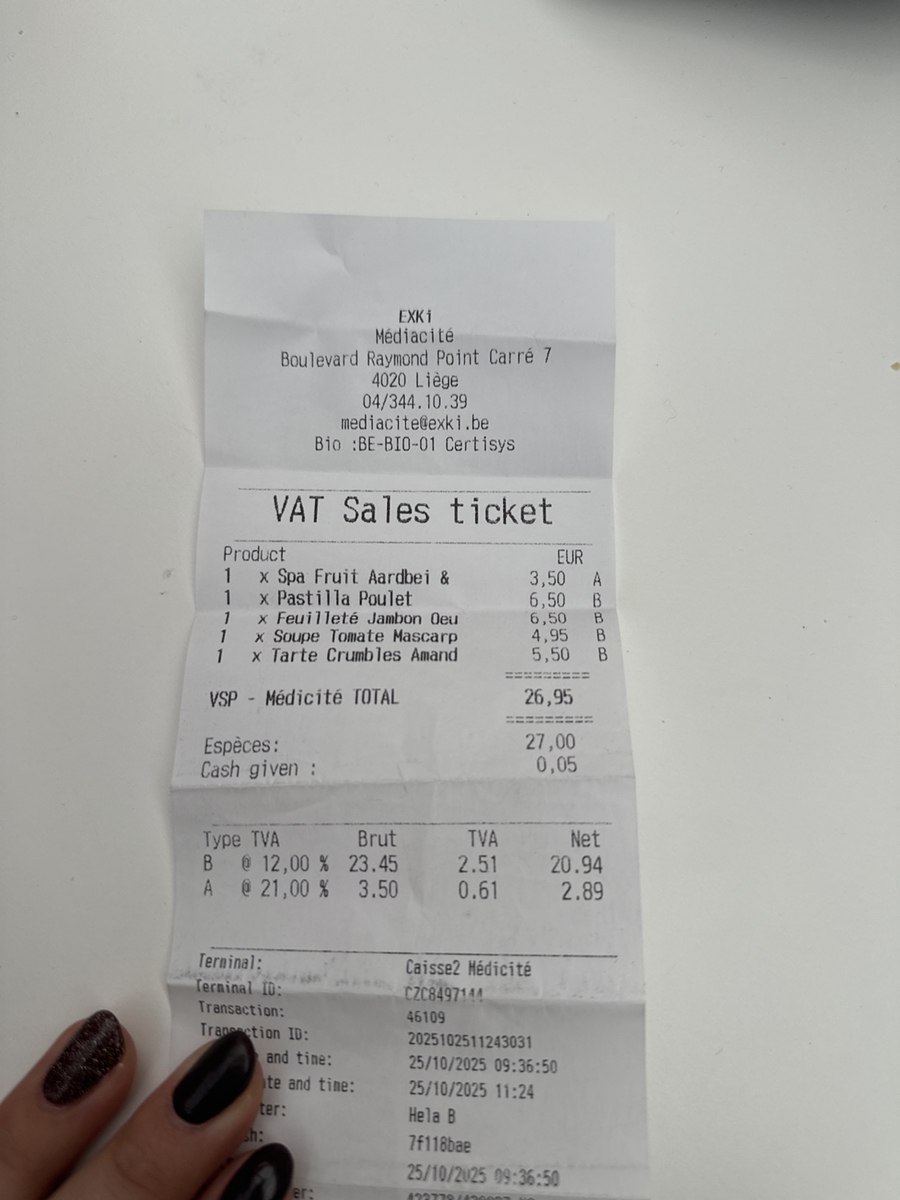 EXKi
Médiacité
Boulevard Raymond Point Carré 7
4020 Liège
04/344.10.39
mediacite@exki.be
Bio :BE-BIO-01 Certisys
VAT Sales ticket
Product EUR
1 x Spa Fruit Aardbei & 3,50 A
1 x Pastilla Poulet 6,50 B
1 x Feuilleté Jambon Oeu 6,50 B
1 x Soupe Tomate Mascarp 4,95 B
1 x Tarte Crumbles Amand 5,50 B
=========
VSP - Médicité TOTAL 26,95
=========
Espèces: 27,00
Cash given : 0,05
Type TVA Brut TVA Net
B @ 12,00 % 23.45 2.51 20.94
A @ 21,00 % 3.50 0.61 2.89
Terminal: Caisse2 Médicité
Terminal ID: CZC8497144
Transaction: 46109
Transaction ID: 2025102511243031
and time: 25/10/2025 09:36:50
and time: 25/10/2025 11:24
Hela B
7f118bae
25/10/2025 09:36:50